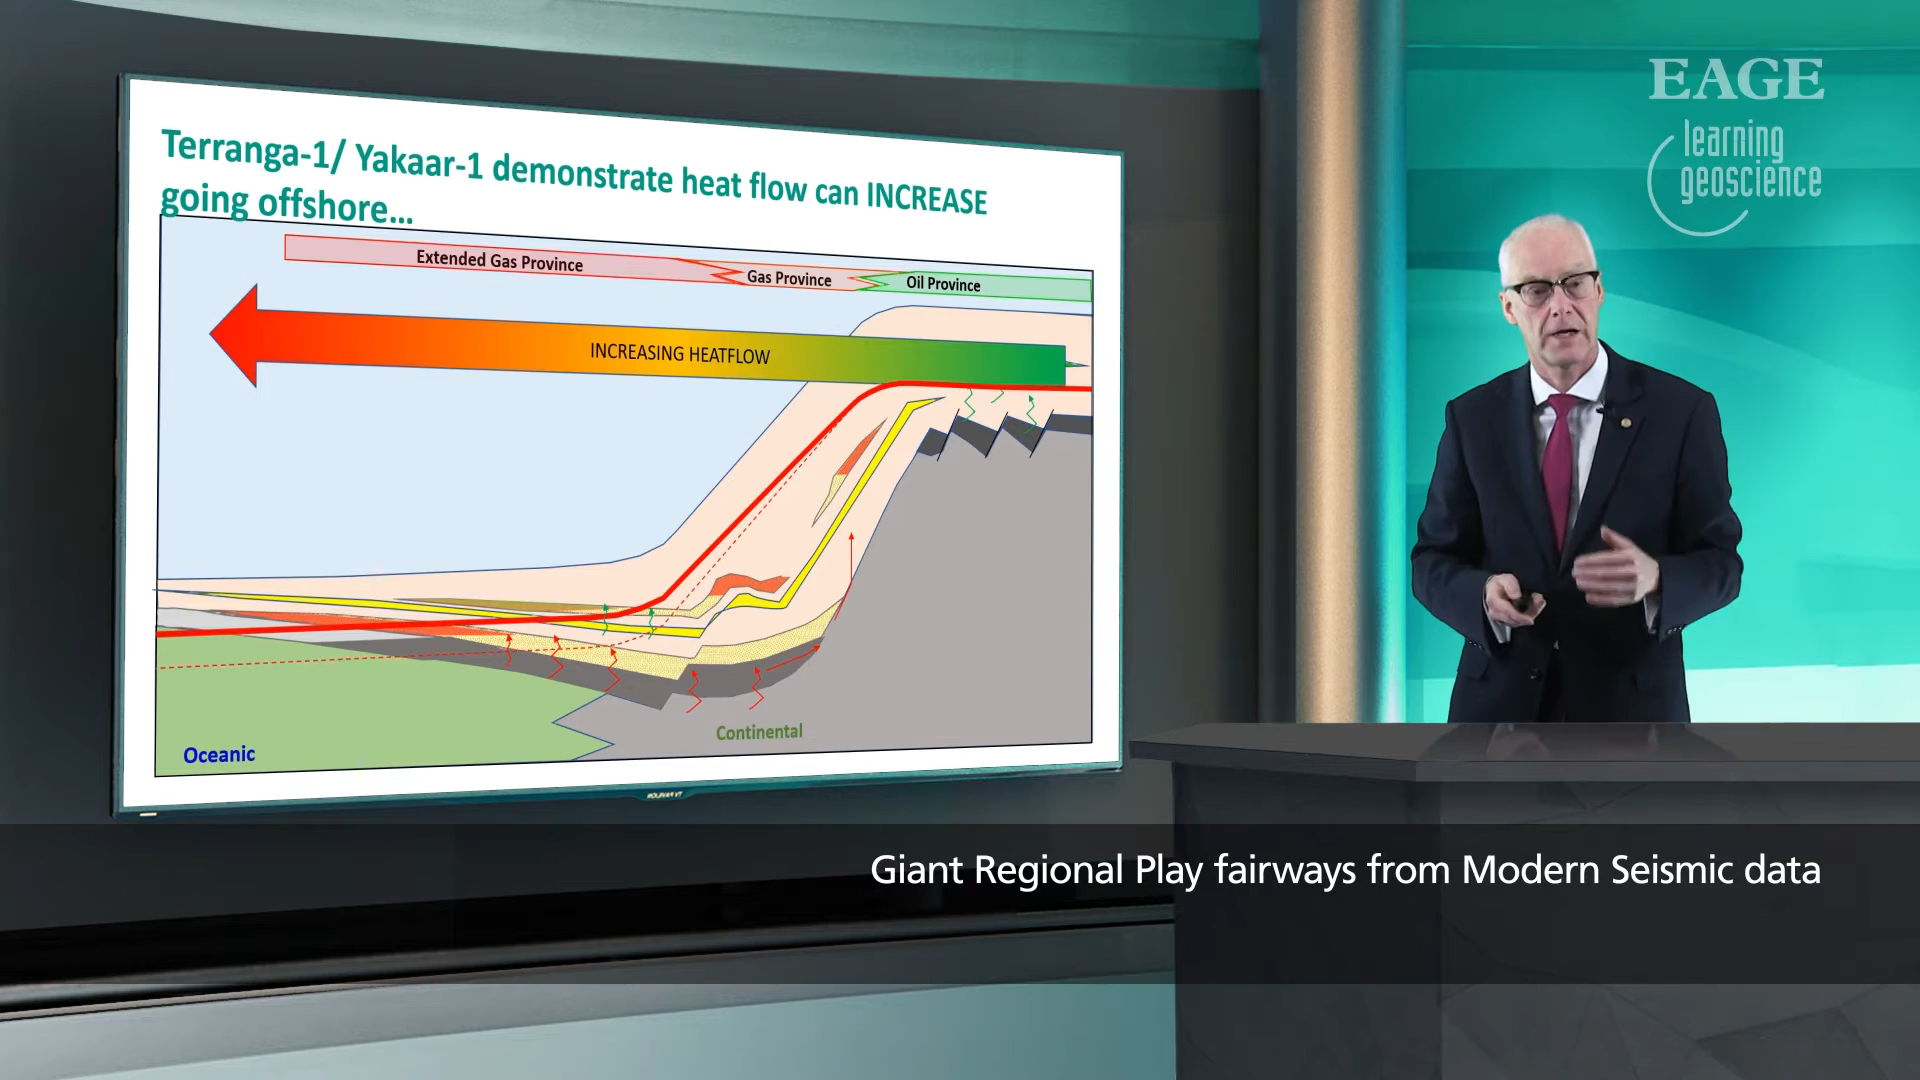 EAGE
learning
geoscience
Terranga-1/ Yakaar-1 demonstrate heat flow can INCREASE
going offshore...
Extended Gas Province
Gas Province
Oil Province
INCREASING HEATFLOW
Continental
Oceanic
Giant Regional Play fairways from Modern Seismic data